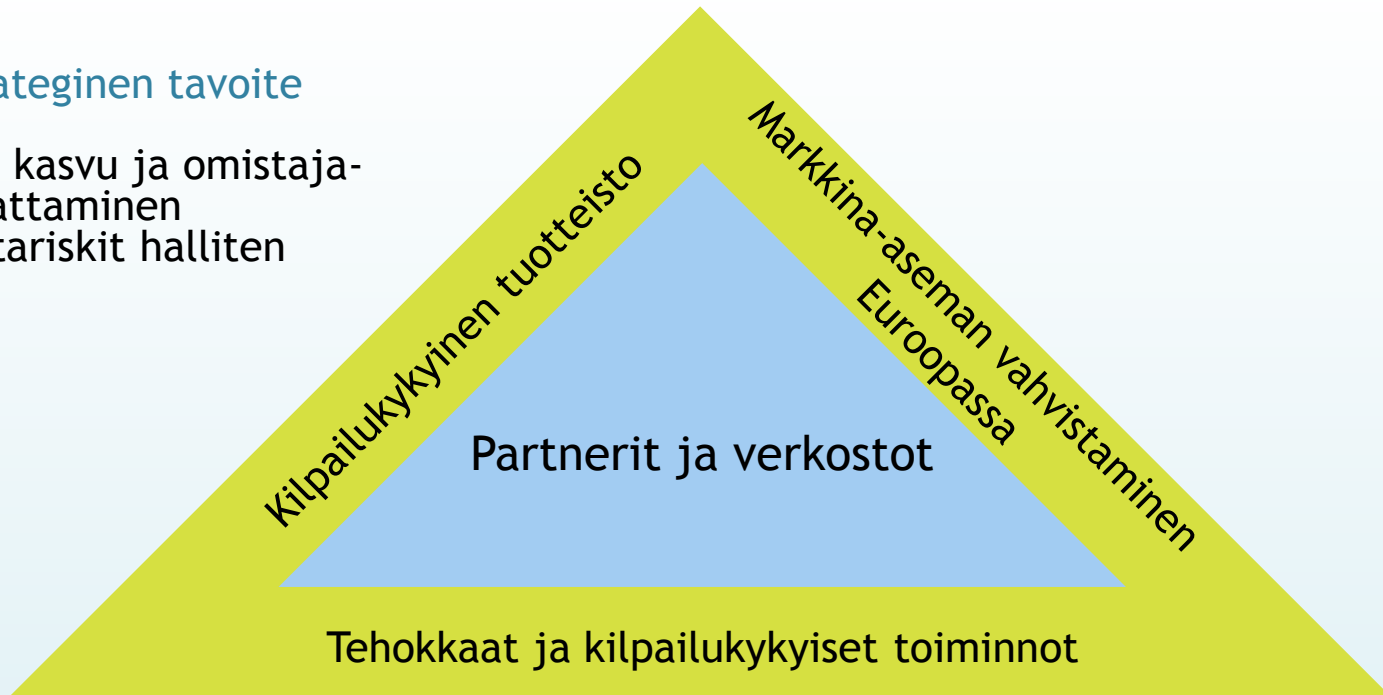 ateginen tavoite
kasvu ja omistaja-
attaminen
tariskit halliten
Kilpailukykyinen tuotteisto
Markkina-aseman vahvistaminen
Euroopassa
Partnerit ja verkostot
Tehokkaat ja kilpailukykyiset toiminnot